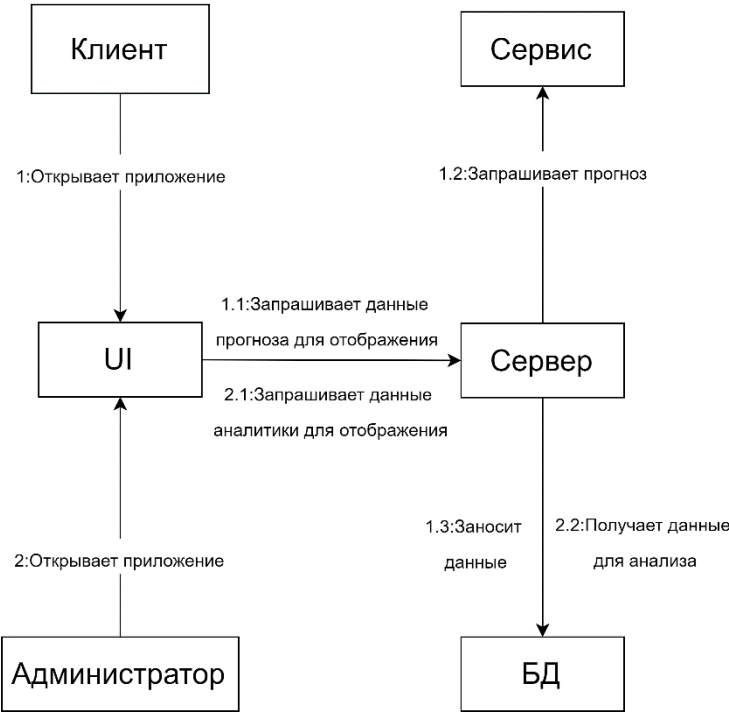 Клиент
Сервис
1:Открывает приложение
1.2:Запрашивает прогноз
1.1:Запрашивает данные
прогноза для отображения
UI
Сервер
2.1:Запрашивает данные
аналитики для отображения
1.3:Заносит
данные
2.2:Получает данные
для анализа
2:Открывает приложение
Администратор
БД